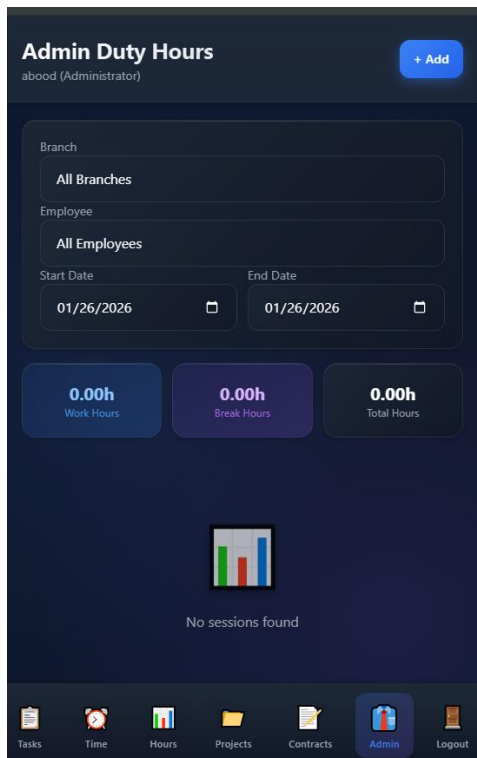 Admin Duty Hours
abood (Administrator)
+ Add
Branch
All Branches
Employee
All Employees
Start Date
End Date
01/26/2026
01/26/2026
0.00h
Work Hours
0.00h
Break Hours
0.00h
Total Hours
No sessions found
Tasks
Time
Hours
Projects
Contracts
Admin
Logout